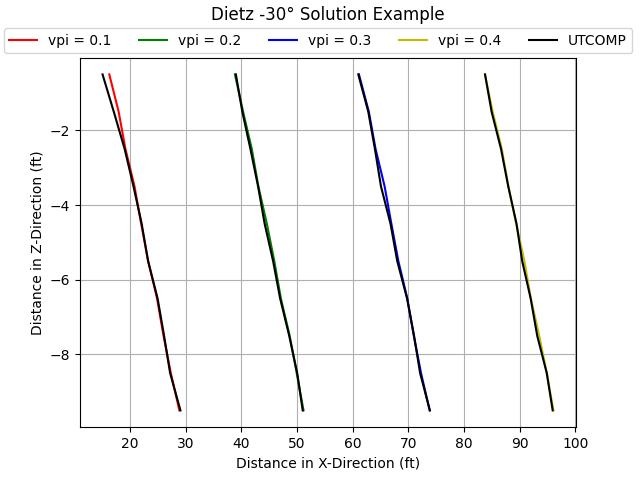 Dietz -30° Solution Example
vpi = 0.1 vpi = 0.2 vpi = 0.3 vpi = 0.4 UTCOMP
Distance in Z-Direction (ft)
−2
−4
−6
−8
20 30 40 50 60 70 80 90 100
Distance in X-Direction (ft)